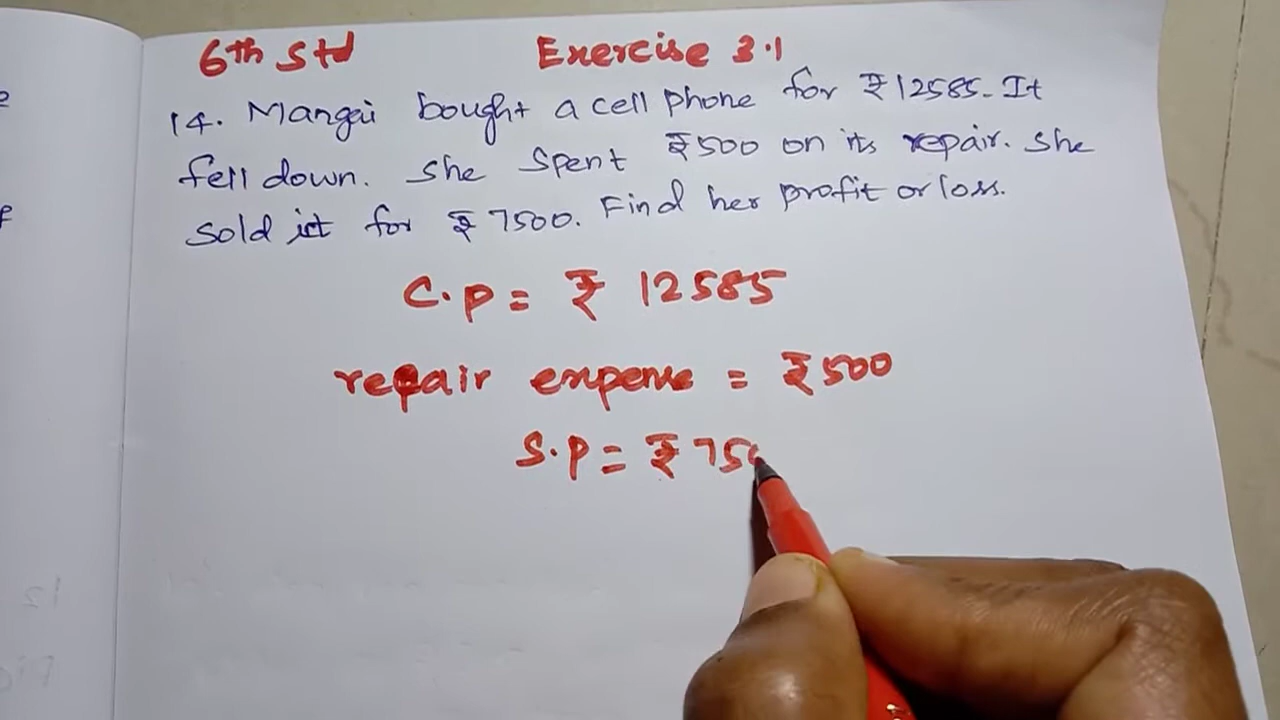 6th Std Exercise 3.1
14. Mangai bought a cell phone for ₹12585. It
fell down. She spent ₹500 on its repair. She
sold it for ₹7500. Find her profit or loss.
C.P = ₹ 12585
repair expense = ₹500
S.P = ₹ 750